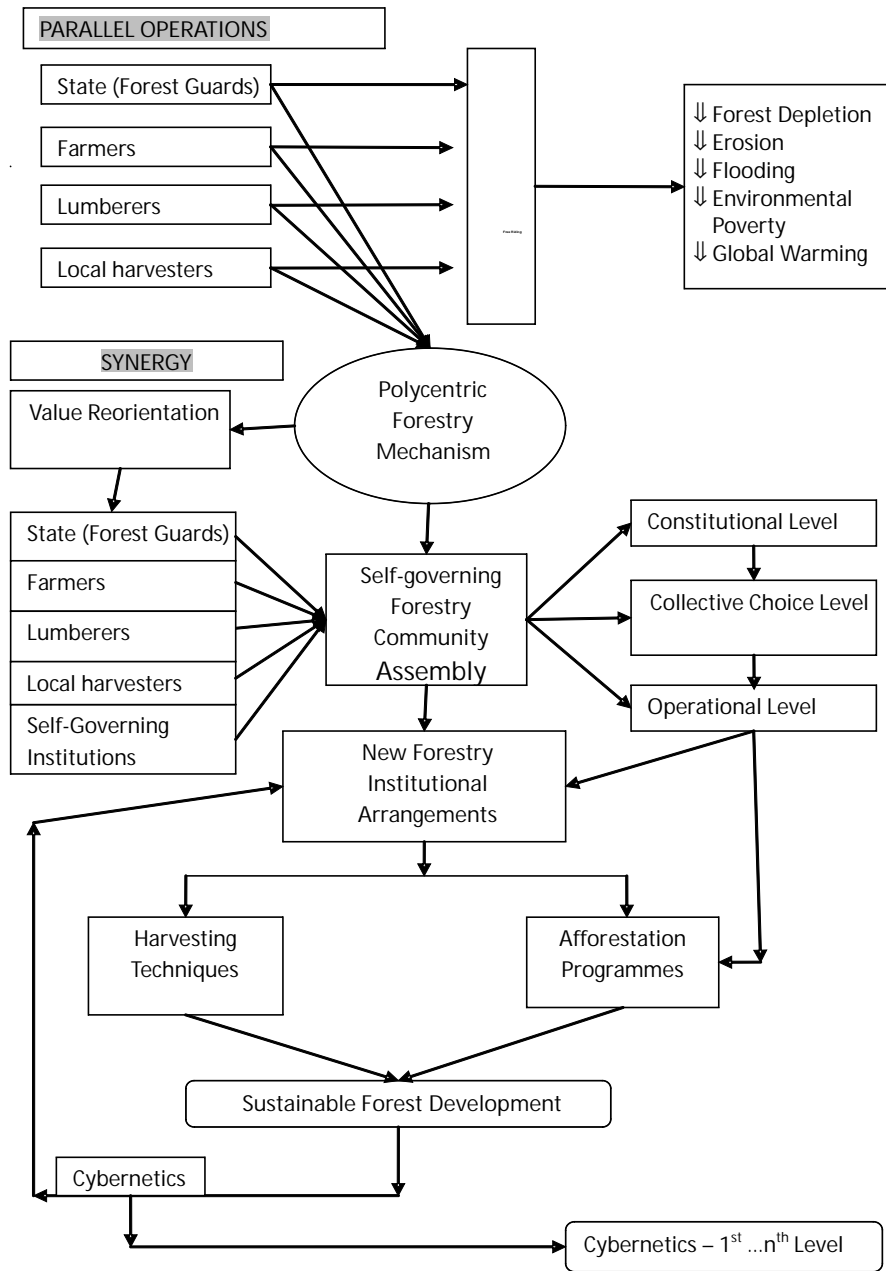 PARALLEL OPERATIONS
State (Forest Guards)
Farmers
Lumberers
Local harvesters
Free Riding
⇓ Forest Depletion
⇓ Erosion
⇓ Flooding
⇓ Environmental
Poverty
⇓ Global Warming
SYNERGY
Value Reorientation
Polycentric
Forestry
Mechanism
State (Forest Guards)
Farmers
Lumberers
Local harvesters
Self-Governing
Institutions
Self-governing
Forestry
Community
Assembly
Constitutional Level
Collective Choice Level
Operational Level
New Forestry
Institutional
Arrangements
Harvesting
Techniques
Afforestation
Programmes
Sustainable Forest Development
Cybernetics
Cybernetics – 1st ...nth Level